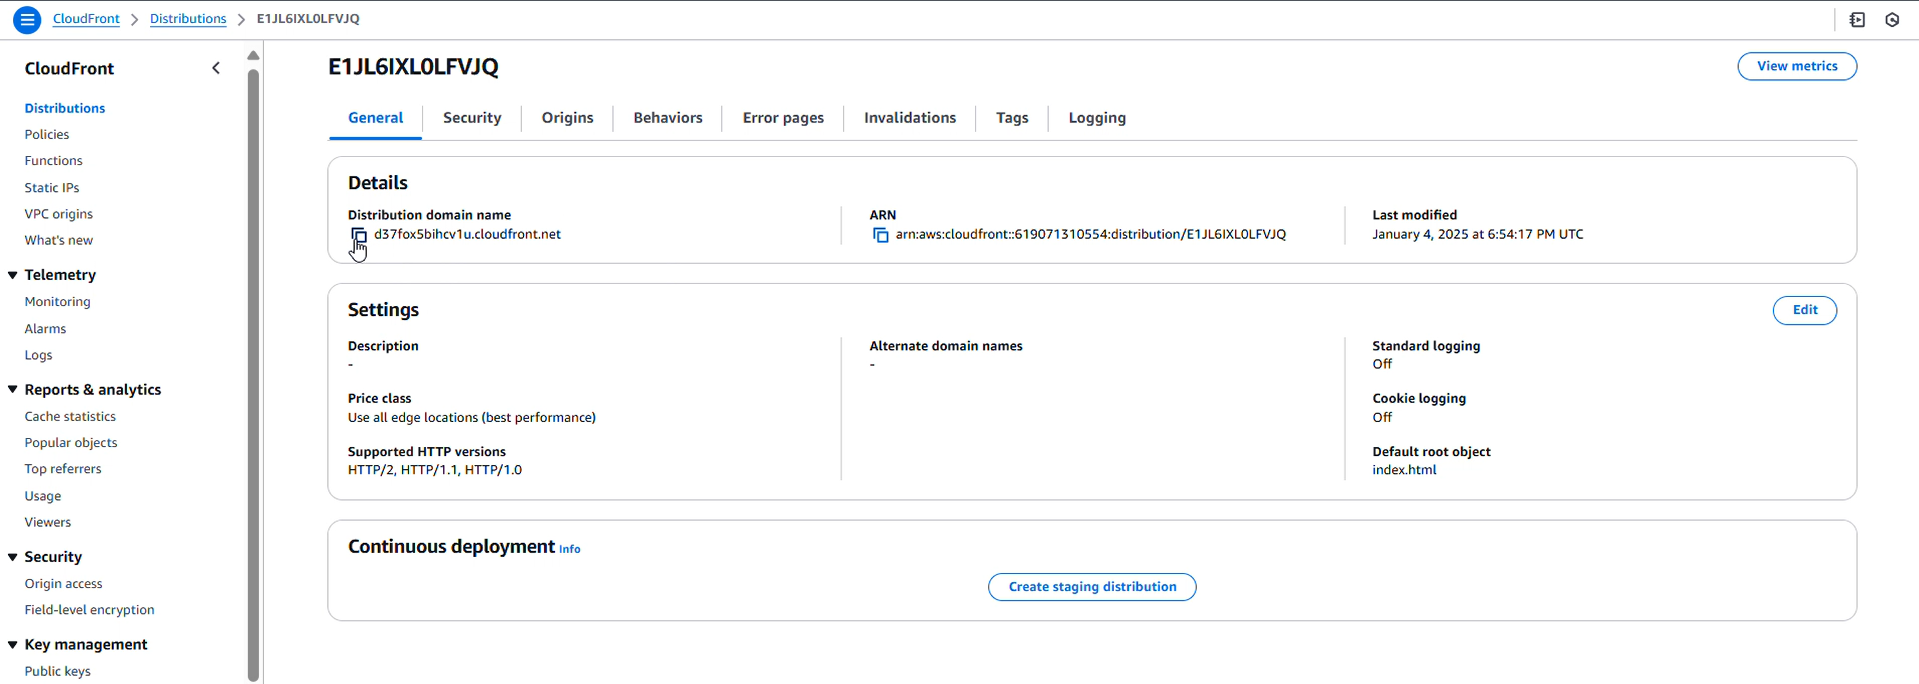 CloudFront > Distributions > E1JL6IXL0LFVJQ
CloudFront
Distributions
Policies
Functions
Static IPs
VPC origins
What's new
Telemetry
Monitoring
Alarms
Logs
Reports & analytics
Cache statistics
Popular objects
Top referrers
Usage
Viewers
Security
Origin access
Field-level encryption
Key management
Public keys
E1JL6IXL0LFVJQ
View metrics
General Security Origins Behaviors Error pages Invalidations Tags Logging
Details
Distribution domain name
d37fox5bihcv1u.cloudfront.net
ARN
arn:aws:cloudfront::619071310554:distribution/E1JL6IXL0LFVJQ
Last modified
January 4, 2025 at 6:54:17 PM UTC
Settings
Edit
Description
-
Price class
Use all edge locations (best performance)
Supported HTTP versions
HTTP/2, HTTP/1.1, HTTP/1.0
Alternate domain names
-
Standard logging
Off
Cookie logging
Off
Default root object
index.html
Continuous deployment Info
Create staging distribution